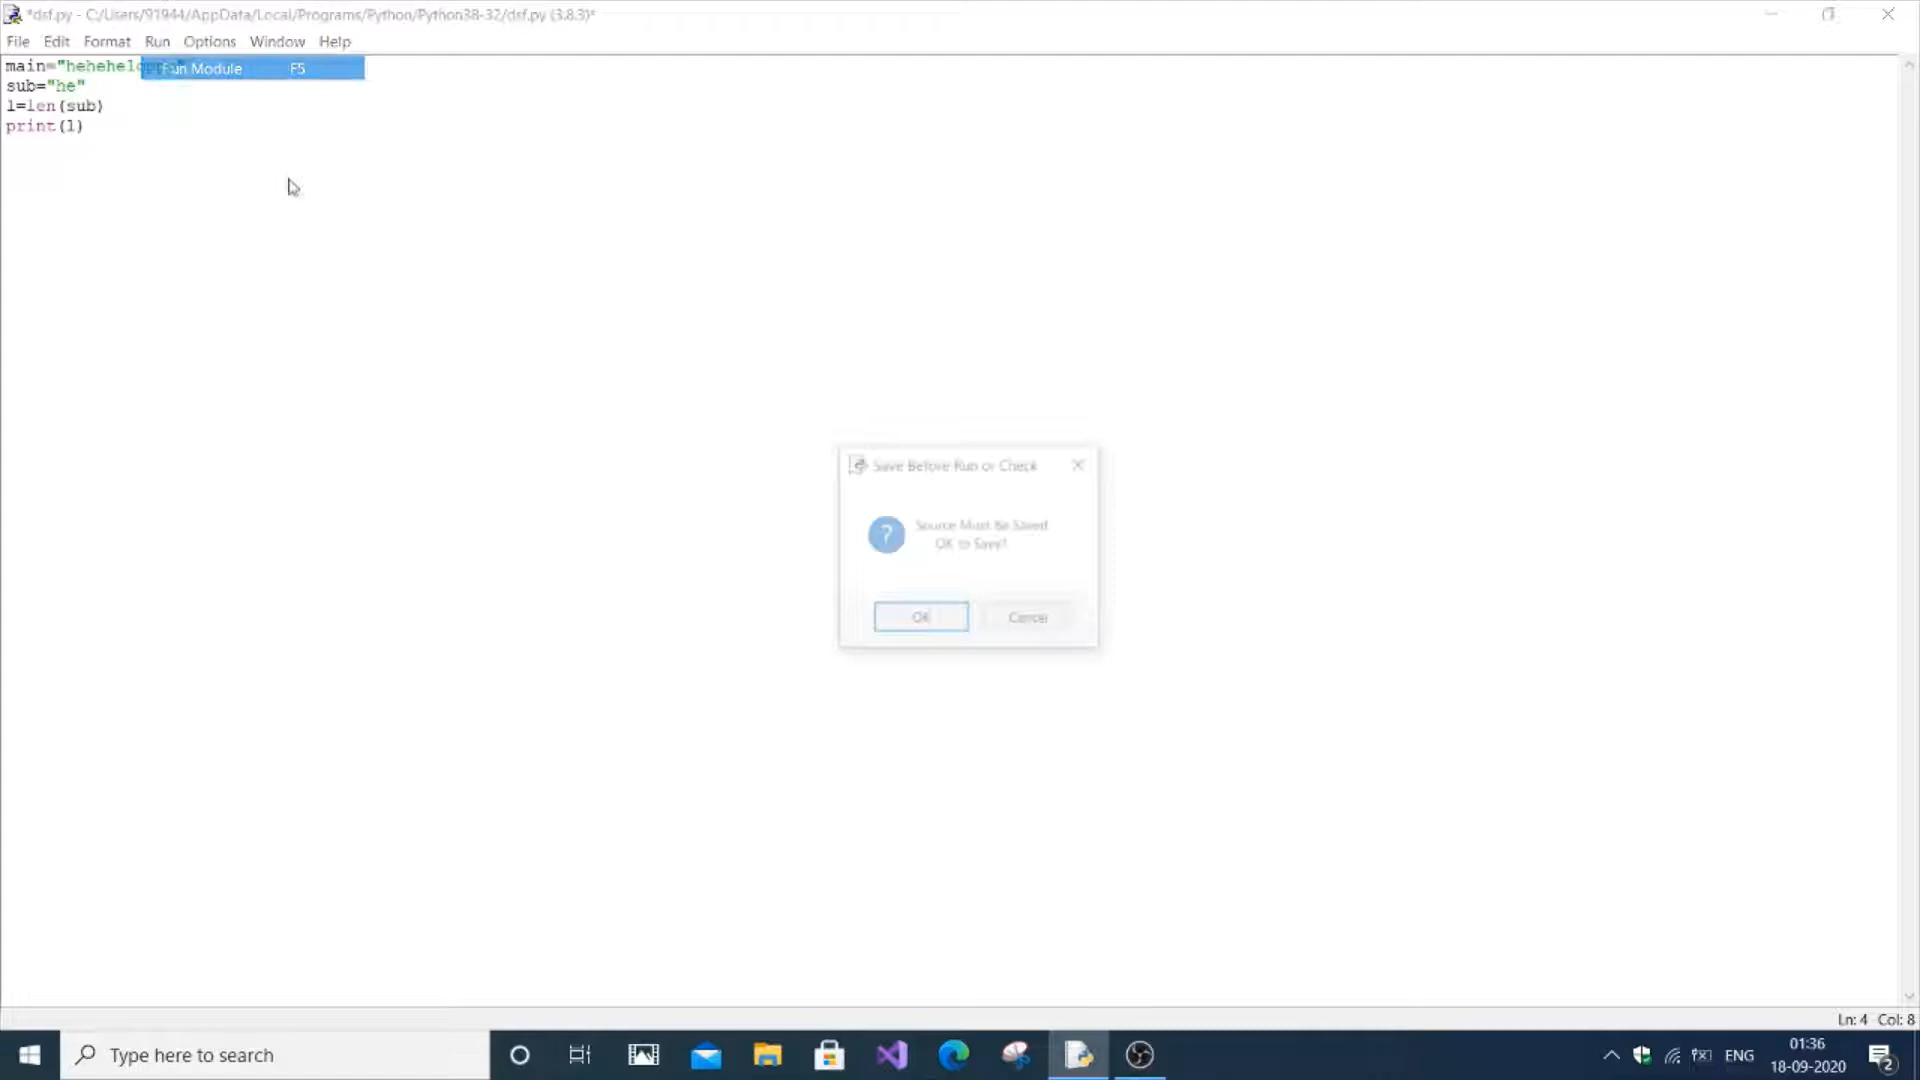 *dsf.py - C:/Users/91944/AppData/Local/Programs/Python/Python38-32/dsf.py (3.8.3)*
File Edit Format Run Options Window Help
main="hehehel
Run Module F5
sub="he"
l=len(sub)
print(l)
Save Before Run or Check
Source Must Be Saved
OK to Save?
OK Cancel
Ln: 4 Col: 8
Type here to search
ENG
01:36
18-09-2020
2